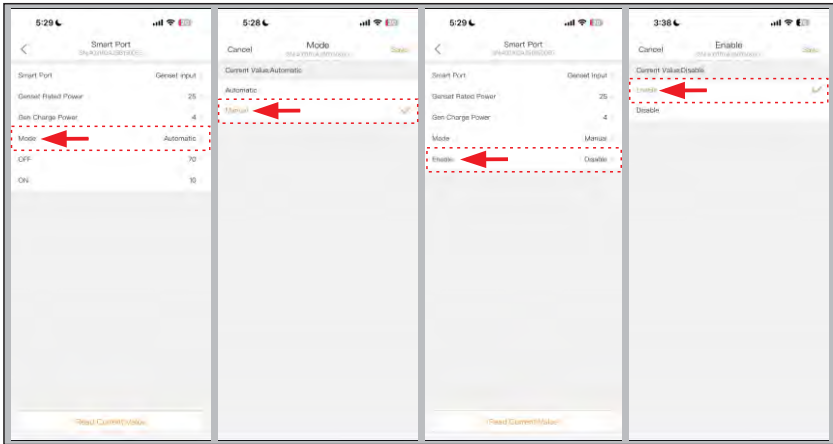 5:29
Smart Port
Smart Port
Genset Input
Genset Rated Power
25
Gen Charge Power
4
Mode
Automatic
OFF
70
ON
10
Read Current Value
5:28
Cancel
Mode
Save
Current Value:Automatic
Automatic
Manual
5:29
Smart Port
Smart Port
Genset Input
Genset Rated Power
25
Gen Charge Power
4
Mode
Manual
Enable
Disable
Read Current Value
3:38
Cancel
Enable
Save
Current Value:Disable
Enable
Disable